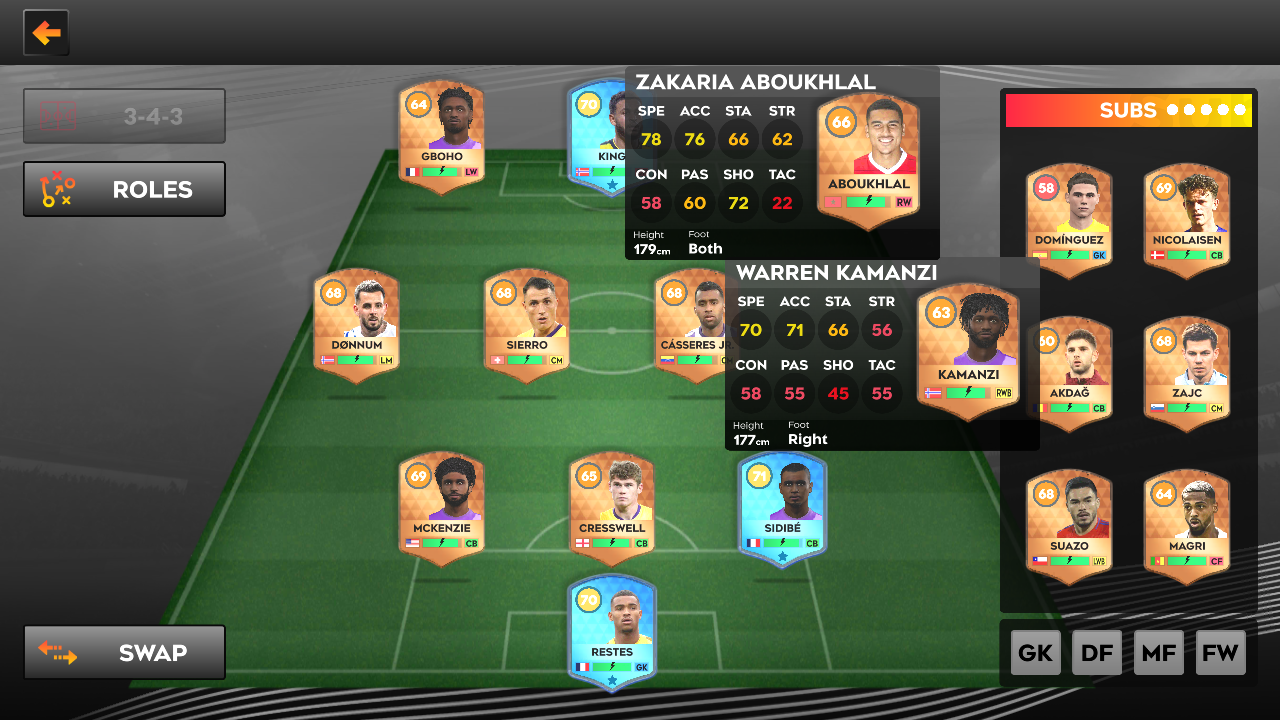 3-4-3
ROLES
SWAP
64
GBOHO
LW
70
KING
ZAKARIA ABOUKHLAL
SPE ACC STA STR
78 76 66 62
CON PAS SHO TAC
58 60 72 22
Height Foot
179cm Both
66
ABOUKHLAL
RW
68
DØNNUM
LM
68
SIERRO
CM
68
CÁSSERES JR.
WARREN KAMANZI
SPE ACC STA STR
70 71 66 56
CON PAS SHO TAC
58 55 45 55
Height Foot
177cm Right
63
KAMANZI
RWB
69
MCKENZIE
CB
65
CRESSWELL
CB
71
SIDIBÉ
CB
70
RESTES
GK
SUBS
58
DOMÍNGUEZ
GK
69
NICOLAISEN
CB
60
AKDAĞ
CB
68
ZAJC
CM
68
SUAZO
LWB
64
MAGRI
CF
GK DF MF FW